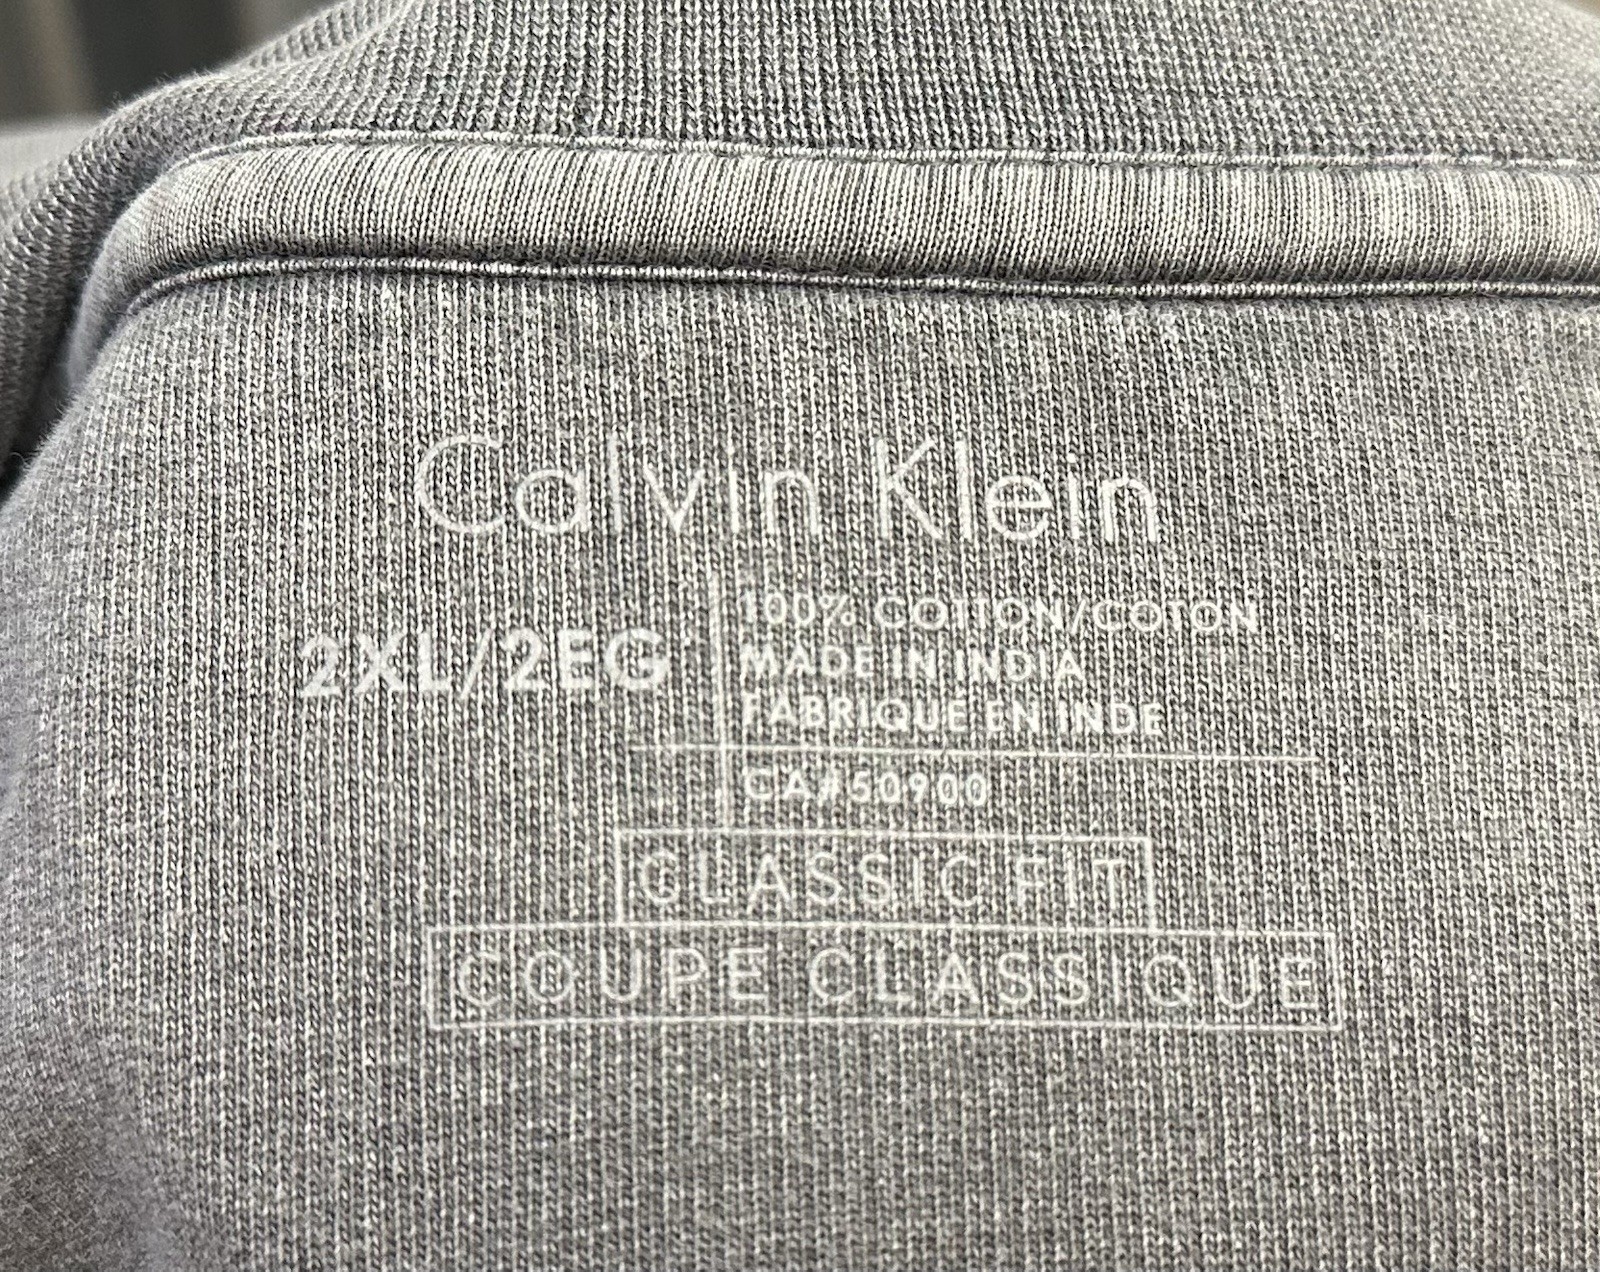 Calvin Klein
2XL/2EG
100% COTTON/COTON
MADE IN INDIA
FABRIQUE EN INDE
CA#50900
CLASSIC FIT
COUPE CLASSIQUE